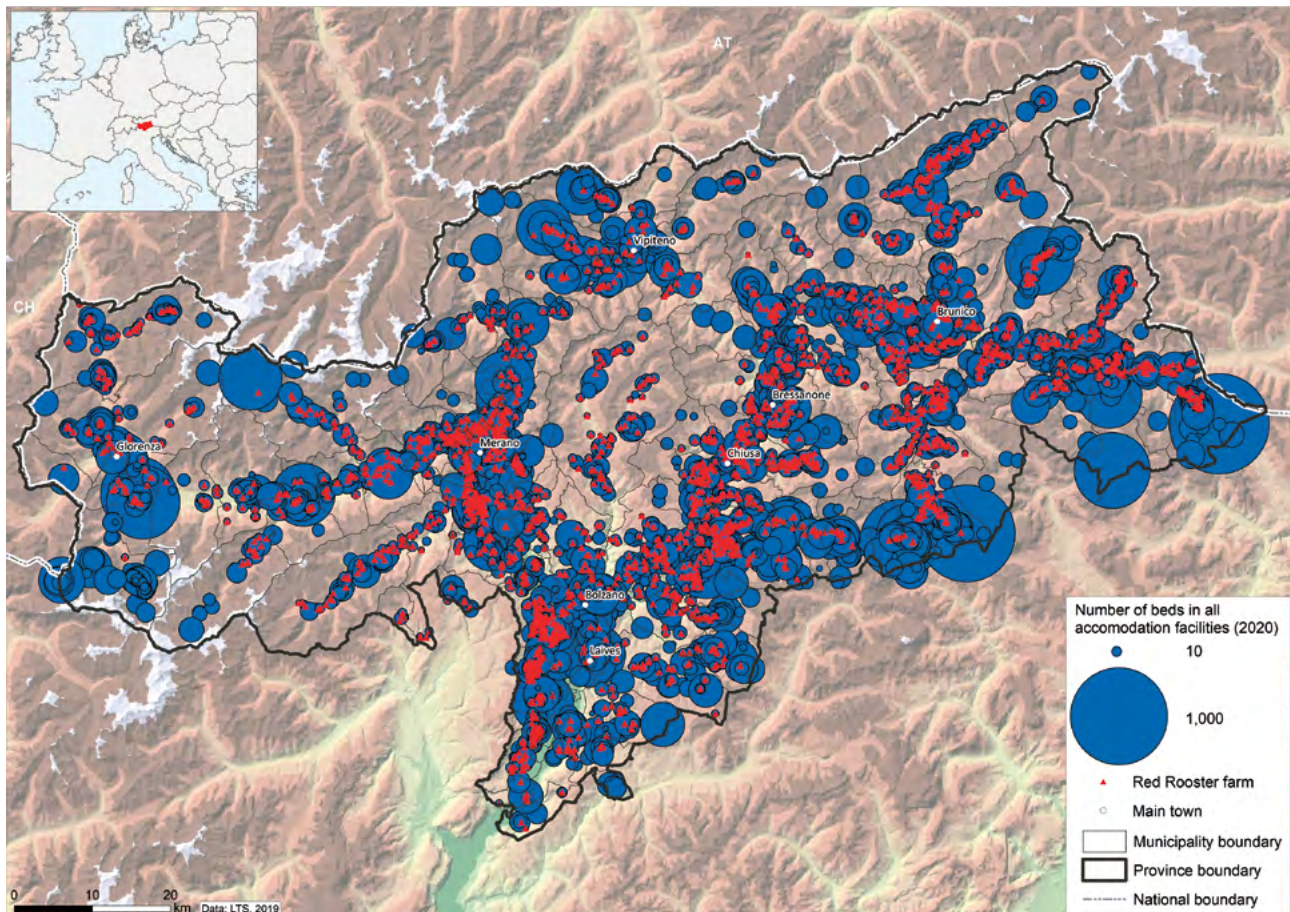 AT
CH
Vipiteno
Brunico
Bressanone
Glorenza
Merano
Chiusa
Bolzano
Laives
Number of beds in all
accomodation facilities (2020)
10
1,000
Red Rooster farm
Main town
Municipality boundary
Province boundary
National boundary
0 10 20
km Data: LTS, 2019